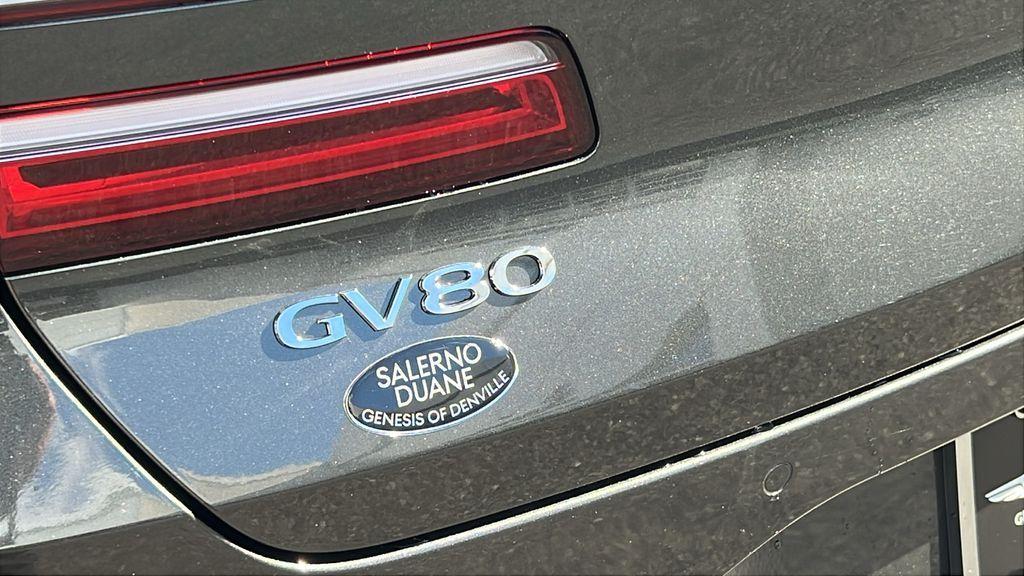 GV80
SALERNO
DUANE
GENESIS OF DENVILLE